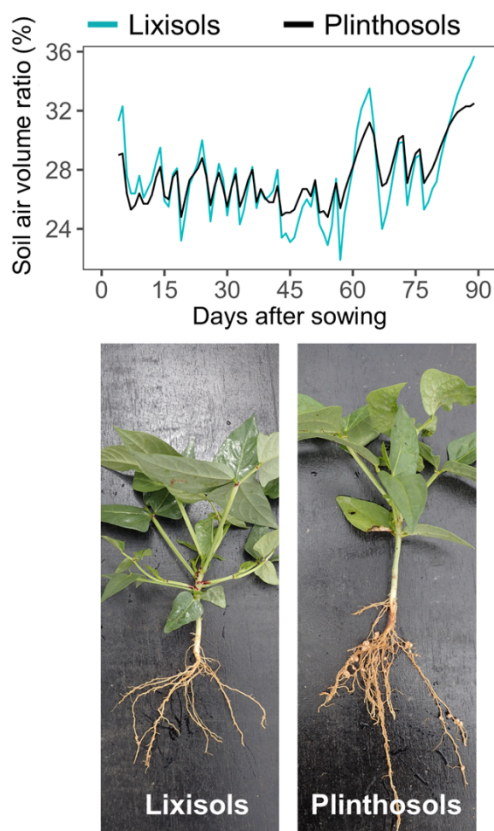 Lixisols Plinthosols
36
32
28
24
Soil air volume ratio (%)
0 15 30 45 60 75 90
Days after sowing
Lixisols Plinthosols